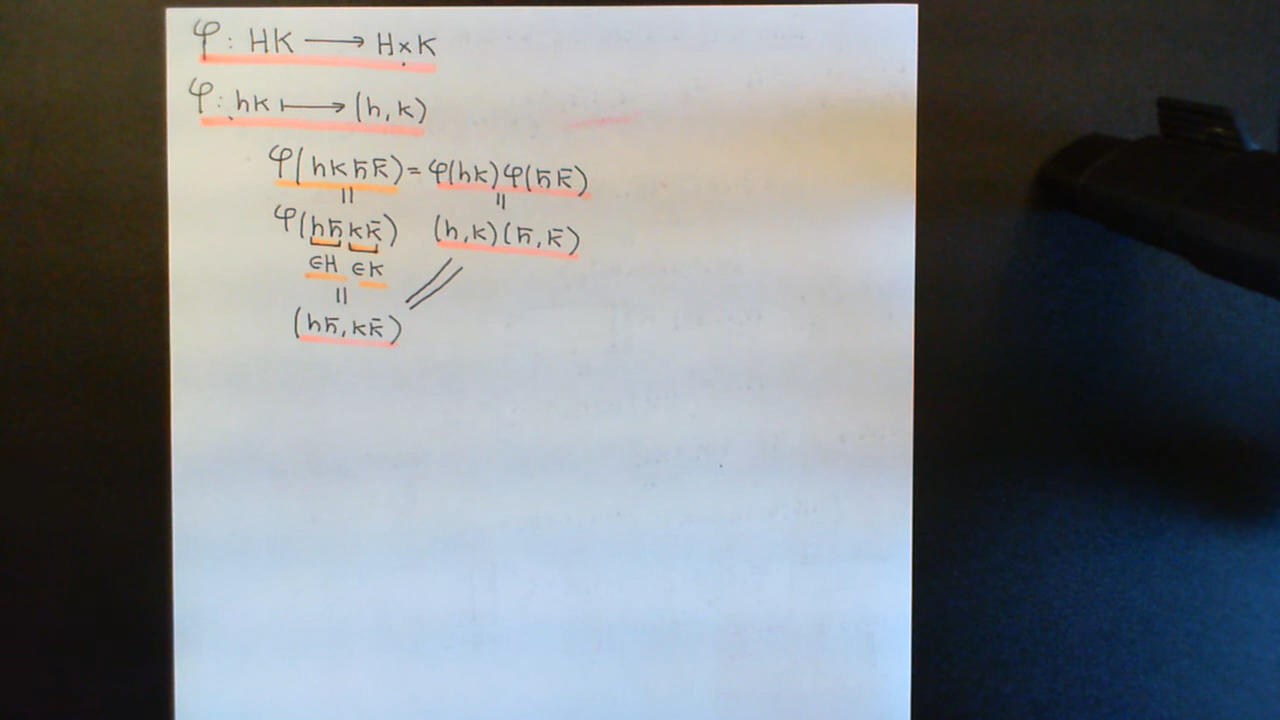 φ: HK ⟶ H×K
φ: hk ⟼ (h,k)
φ(hkh̄k̄) = φ(hk)φ(h̄k̄)
|| ||
φ(hh̄kk̄) (h,k)(h̄,k̄)
∈H ∈K
|| //
(hh̄,kk̄)